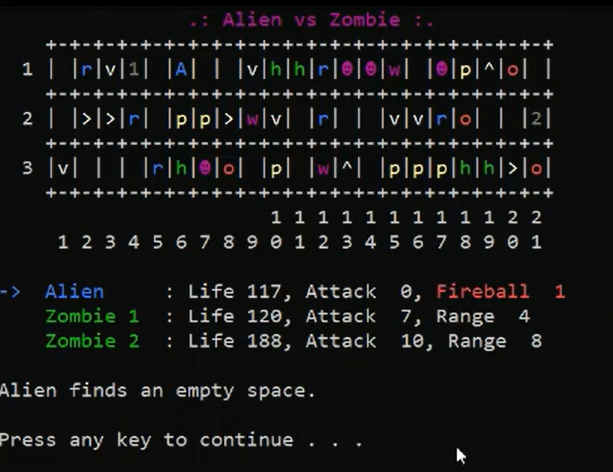 .: Alien vs Zombie :.
+-+-+-+-+-+-+-+-+-+-+-+-+-+-+-+-+-+-+-+-+-+
1 | |r|v|1| |A| | |v|h|h|r|☻|☻|w| |☻|p|^|o| |
+-+-+-+-+-+-+-+-+-+-+-+-+-+-+-+-+-+-+-+-+-+
2 | |>|>|r| |p|p|>|w|v| |r| | |v|v|r|o| | |2|
+-+-+-+-+-+-+-+-+-+-+-+-+-+-+-+-+-+-+-+-+-+
3 |v| | | |r|h|☻|o| |p| |w|^| |p|p|p|h|h|>|o|
+-+-+-+-+-+-+-+-+-+-+-+-+-+-+-+-+-+-+-+-+-+
1 1 1 1 1 1 1 1 1 1 2 2
1 2 3 4 5 6 7 8 9 0 1 2 3 4 5 6 7 8 9 0 1
-> Alien : Life 117, Attack 0, Fireball 1
Zombie 1 : Life 120, Attack 7, Range 4
Zombie 2 : Life 188, Attack 10, Range 8
Alien finds an empty space.
Press any key to continue . . .